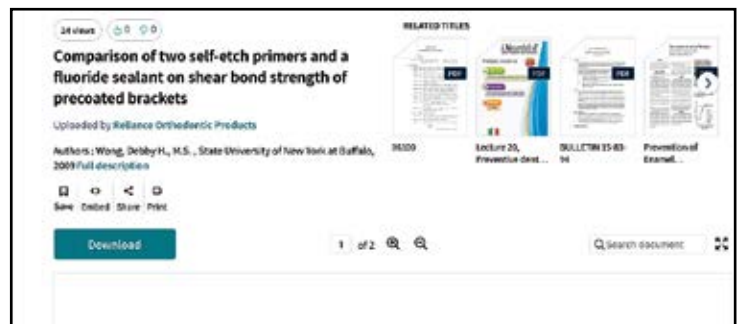 24 views 0 0
Comparison of two self-etch primers and a
fluoride sealant on shear bond strength of
precoated brackets
Uploaded by Reliance Orthodontic Products
Authors : Wong, Debby H., M.S. , State University of New York at Buffalo,
2009 Full description
Save Embed Share Print
Download
1 of 2
Search document
RELATED TITLES
PDF PDF PDF
Lecture 20,
Preventive dent...
BULLETIN 15-83-
94
Prevention of
Enamel...